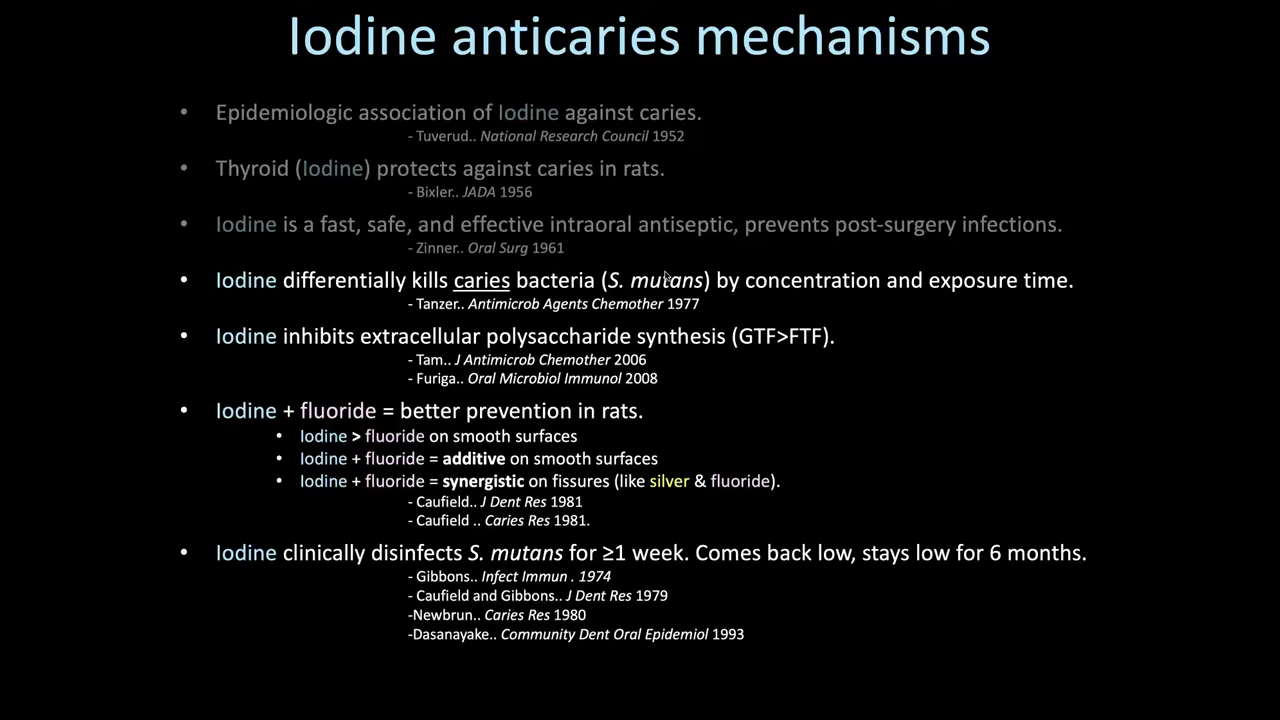 Iodine anticaries mechanisms
• Epidemiologic association of Iodine against caries.
- Tuverud.. National Research Council 1952
• Thyroid (Iodine) protects against caries in rats.
- Bixler.. JADA 1956
• Iodine is a fast, safe, and effective intraoral antiseptic, prevents post-surgery infections.
- Zinner.. Oral Surg 1961
• Iodine differentially kills caries bacteria (S. mutans) by concentration and exposure time.
- Tanzer.. Antimicrob Agents Chemother 1977
• Iodine inhibits extracellular polysaccharide synthesis (GTF>FTF).
- Tam.. J Antimicrob Chemother 2006
- Furiga.. Oral Microbiol Immunol 2008
• Iodine + fluoride = better prevention in rats.
• Iodine > fluoride on smooth surfaces
• Iodine + fluoride = additive on smooth surfaces
• Iodine + fluoride = synergistic on fissures (like silver & fluoride).
- Caufield.. J Dent Res 1981
- Caufield .. Caries Res 1981.
• Iodine clinically disinfects S. mutans for ≥1 week. Comes back low, stays low for 6 months.
- Gibbons.. Infect Immun . 1974
- Caufield and Gibbons.. J Dent Res 1979
-Newbrun.. Caries Res 1980
-Dasanayake.. Community Dent Oral Epidemiol 1993